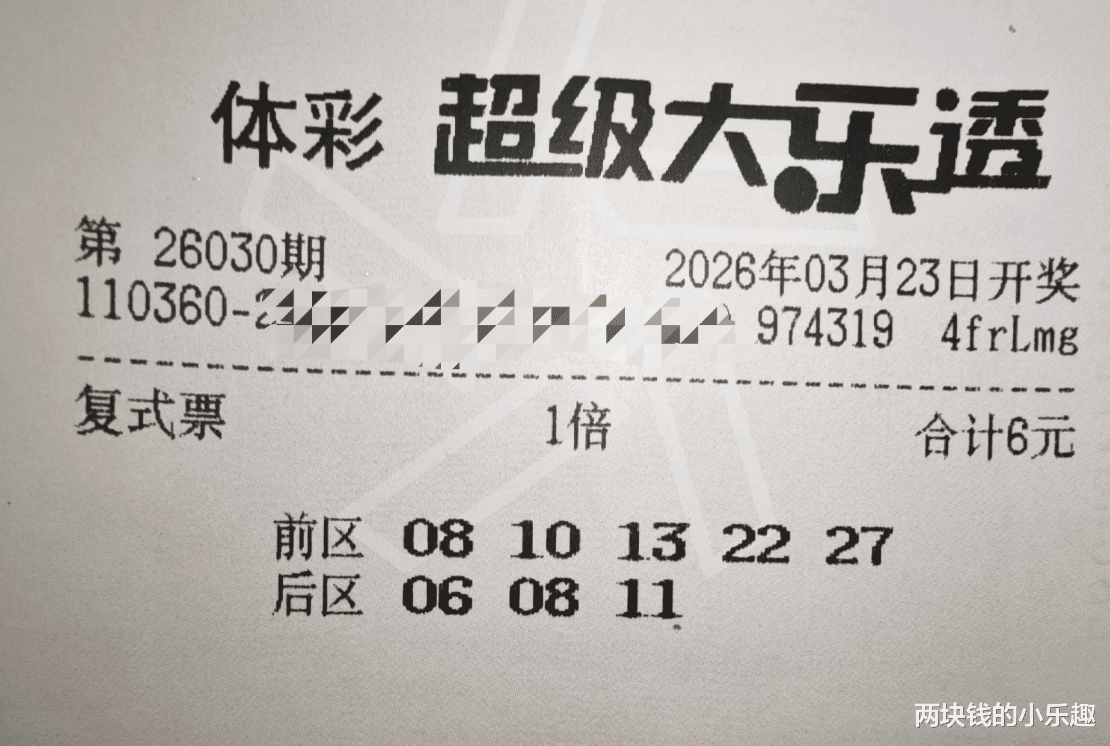 体彩 超级大乐透
第 26030期 2026年03月23日开奖
110360-2 974319 4frLmg
复式票 1倍 合计6元
前区 08 10 13 22 27
后区 06 08 11
两块钱的小乐趣